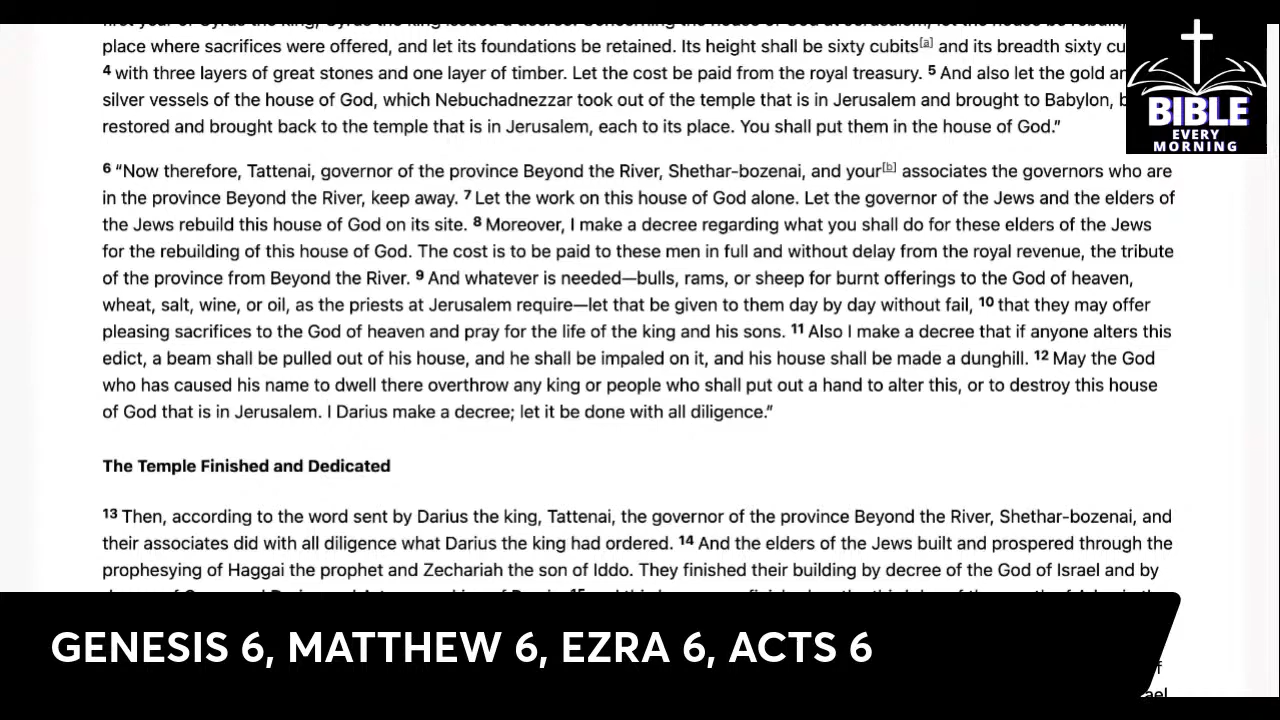 place where sacrifices were offered, and let its foundations be retained. Its height shall be sixty cubits[a] and its breadth sixty
4 with three layers of great stones and one layer of timber. Let the cost be paid from the royal treasury. 5 And also let the gold
silver vessels of the house of God, which Nebuchadnezzar took out of the temple that is in Jerusalem and brought to Babylon,
restored and brought back to the temple that is in Jerusalem, each to its place. You shall put them in the house of God.”
BIBLE
EVERY
MORNING
6 “Now therefore, Tattenai, governor of the province Beyond the River, Shethar-bozenai, and your[b] associates the governors who are
in the province Beyond the River, keep away. 7 Let the work on this house of God alone. Let the governor of the Jews and the elders of
the Jews rebuild this house of God on its site. 8 Moreover, I make a decree regarding what you shall do for these elders of the Jews
for the rebuilding of this house of God. The cost is to be paid to these men in full and without delay from the royal revenue, the tribute
of the province from Beyond the River. 9 And whatever is needed—bulls, rams, or sheep for burnt offerings to the God of heaven,
wheat, salt, wine, or oil, as the priests at Jerusalem require—let that be given to them day by day without fail, 10 that they may offer
pleasing sacrifices to the God of heaven and pray for the life of the king and his sons. 11 Also I make a decree that if anyone alters this
edict, a beam shall be pulled out of his house, and he shall be impaled on it, and his house shall be made a dunghill. 12 May the God
who has caused his name to dwell there overthrow any king or people who shall put out a hand to alter this, or to destroy this house
of God that is in Jerusalem. I Darius make a decree; let it be done with all diligence.”
The Temple Finished and Dedicated
13 Then, according to the word sent by Darius the king, Tattenai, the governor of the province Beyond the River, Shethar-bozenai, and
their associates did with all diligence what Darius the king had ordered. 14 And the elders of the Jews built and prospered through the
prophesying of Haggai the prophet and Zechariah the son of Iddo. They finished their building by decree of the God of Israel and by
GENESIS 6, MATTHEW 6, EZRA 6, ACTS 6